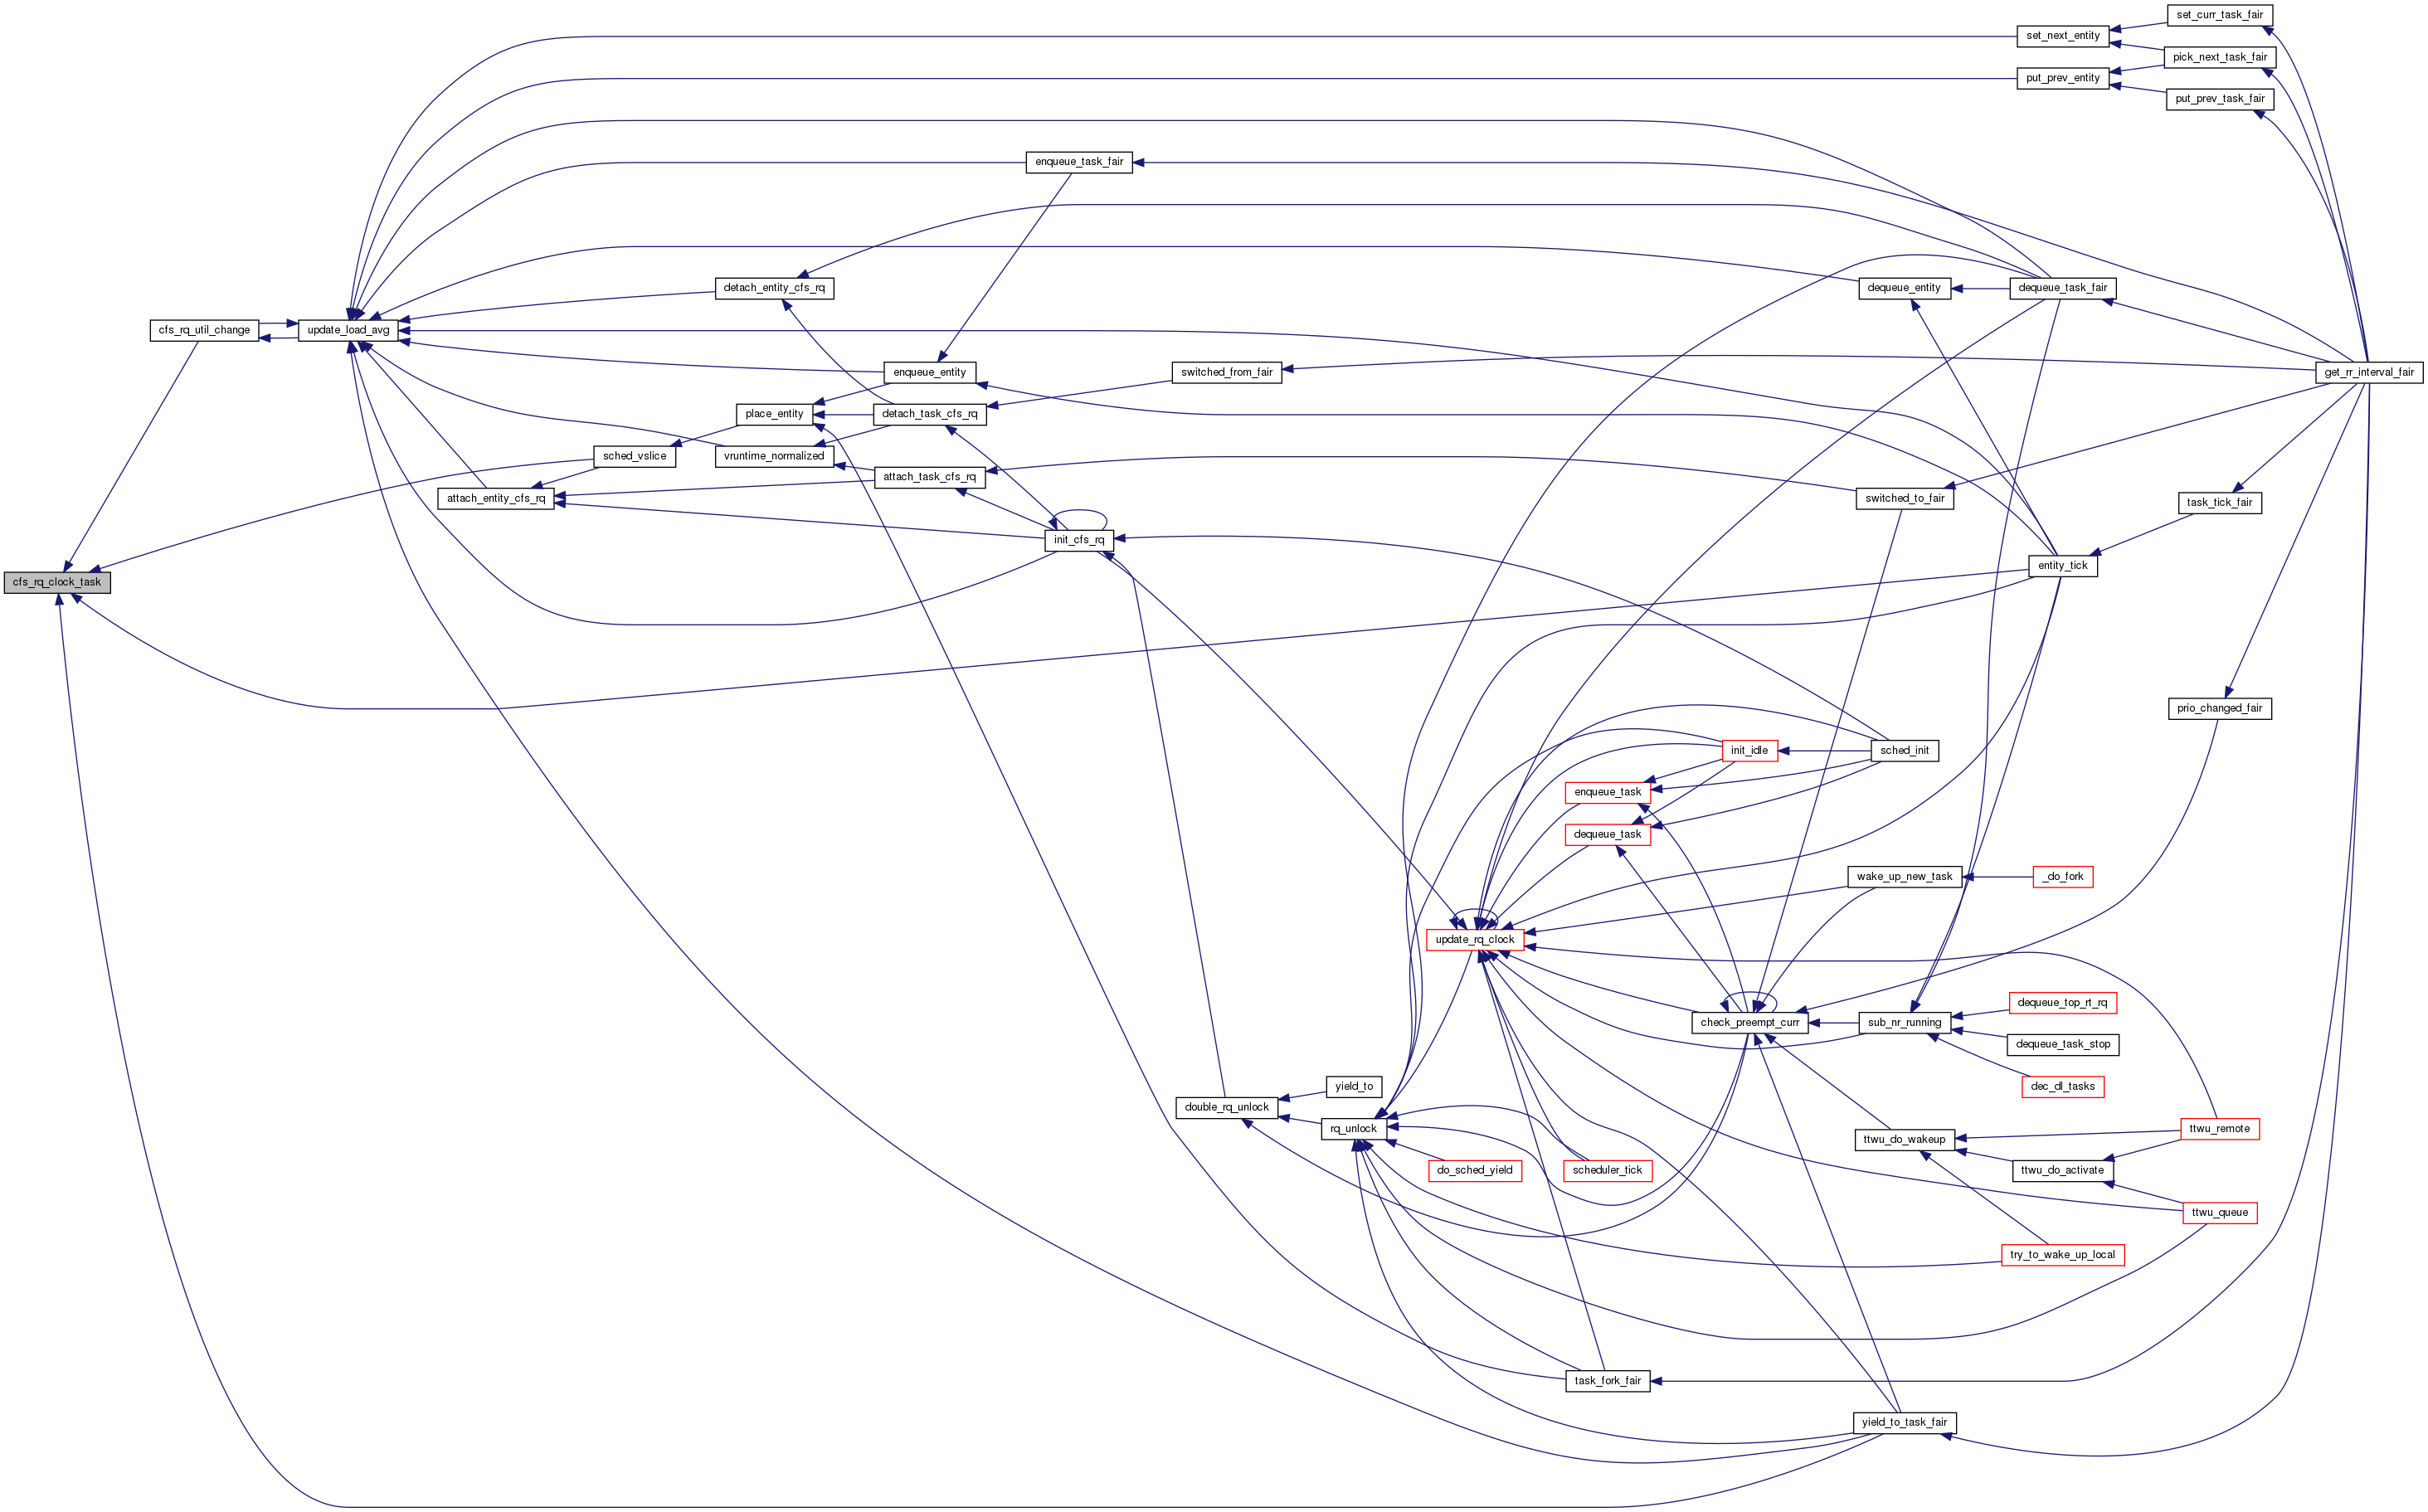 set_curr_task_fair
set_next_entity
pick_next_task_fair
put_prev_entity
put_prev_task_fair
enqueue_task_fair
detach_entity_cfs_rq
dequeue_entity
dequeue_task_fair
cfs_rq_util_change
update_load_avg
enqueue_entity
switched_from_fair
get_rr_interval_fair
place_entity
detach_task_cfs_rq
sched_vslice
vruntime_normalized
attach_task_cfs_rq
attach_entity_cfs_rq
switched_to_fair
task_tick_fair
init_cfs_rq
entity_tick
cfs_rq_clock_task
prio_changed_fair
init_idle
sched_init
enqueue_task
dequeue_task
wake_up_new_task
_do_fork
update_rq_clock
dequeue_top_rt_rq
check_preempt_curr
sub_nr_running
dequeue_task_stop
yield_to
dec_dl_tasks
double_rq_unlock
rq_unlock
ttwu_remote
ttwu_do_wakeup
do_sched_yield
scheduler_tick
ttwu_do_activate
ttwu_queue
try_to_wake_up_local
task_fork_fair
yield_to_task_fair